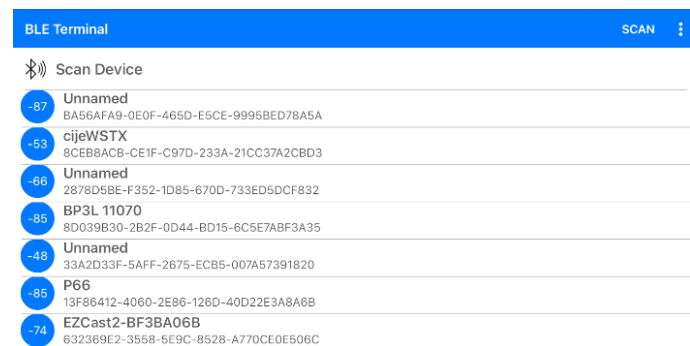 BLE Terminal SCAN
Scan Device
-87 Unnamed
BA56AFA9-0E0F-465D-E5CE-9995BED78A5A
-53 cijeWSTX
8CEB8ACB-CE1F-C97D-233A-21CC37A2CBD3
-66 Unnamed
2878D5BE-F352-1D85-670D-733ED5DCF832
-85 BP3L 11070
8D039B30-2B2F-0D44-BD15-6C5E7ABF3A35
-48 Unnamed
33A2D33F-5AFF-2675-ECB5-007A57391820
-85 P66
13F86412-4060-2E86-126D-40D22E3A8A6B
-74 EZCast2-BF3BA06B
632369E2-3558-5E9C-8528-A770CE0E506C